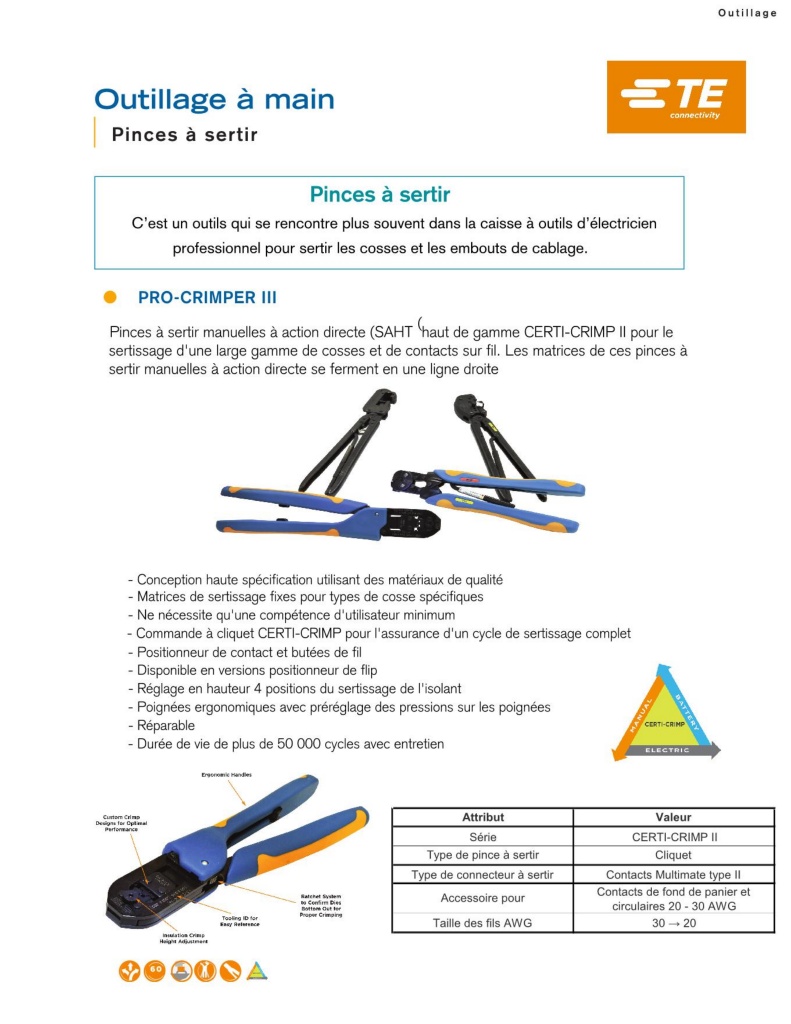 Outillage
Outillage à main
Pinces à sertir
TE
connectivity
Pinces à sertir
C'est un outils qui se rencontre plus souvent dans la caisse à outils d'électricien
professionnel pour sertir les cosses et les embouts de cablage.
PRO-CRIMPER III
Pinces à sertir manuelles à action directe (SAHT (haut de gamme CERTI-CRIMP II pour le
sertissage d'une large gamme de cosses et de contacts sur fil. Les matrices de ces pinces à
sertir manuelles à action directe se ferment en une ligne droite
- Conception haute spécification utilisant des matériaux de qualité
- Matrices de sertissage fixes pour types de cosse spécifiques
- Ne nécessite qu'une compétence d'utilisateur minimum
- Commande à cliquet CERTI-CRIMP pour l'assurance d'un cycle de sertissage complet
- Positionneur de contact et butées de fil
- Disponible en versions positionneur de flip
- Réglage en hauteur 4 positions du sertissage de l'isolant
- Poignées ergonomiques avec préréglage des pressions sur les poignées
- Réparable
- Durée de vie de plus de 50 000 cycles avec entretien
MANUAL
BATTERY
CERTI-CRIMP
ELECTRIC
Ergonomic Handles
Custom Crimp
Designs for Optimal
Performance
Ratchet System
to Confirm Dies
Bottom Out for
Proper Crimping
Tooling ID for
Easy Reference
Insulation Crimp
Height Adjustment
Attribut Valeur
Série CERTI-CRIMP II
Type de pince à sertir Cliquet
Type de connecteur à sertir Contacts Multimate type II
Accessoire pour Contacts de fond de panier et
circulaires 20 - 30 AWG
Taille des fils AWG 30 → 20
60